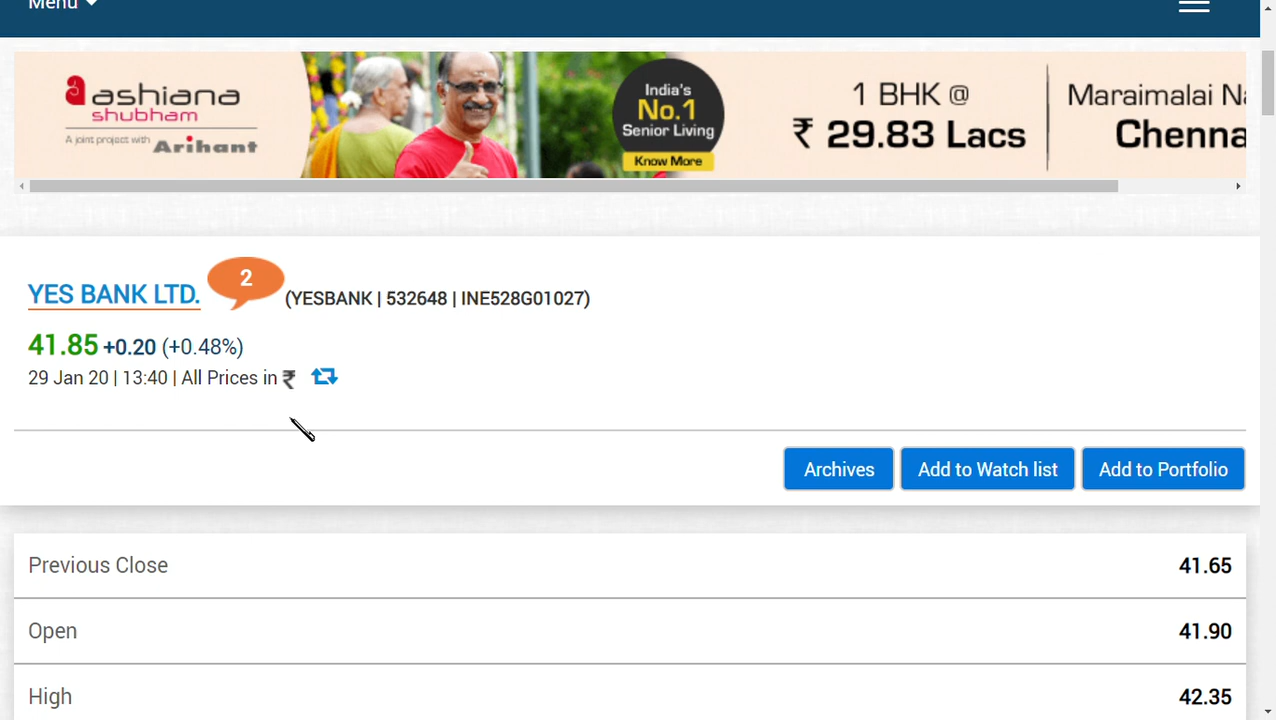 Menu
ashiana
shubham
A joint project with Arihant
India's
No.1
Senior Living
Know More
1 BHK @
₹ 29.83 Lacs
Maraimalai Na
Chenna
YES BANK LTD.
2
(YESBANK | 532648 | INE528G01027)
41.85 +0.20 (+0.48%)
29 Jan 20 | 13:40 | All Prices in ₹
Archives
Add to Watch list
Add to Portfolio
Previous Close 41.65
Open 41.90
High 42.35